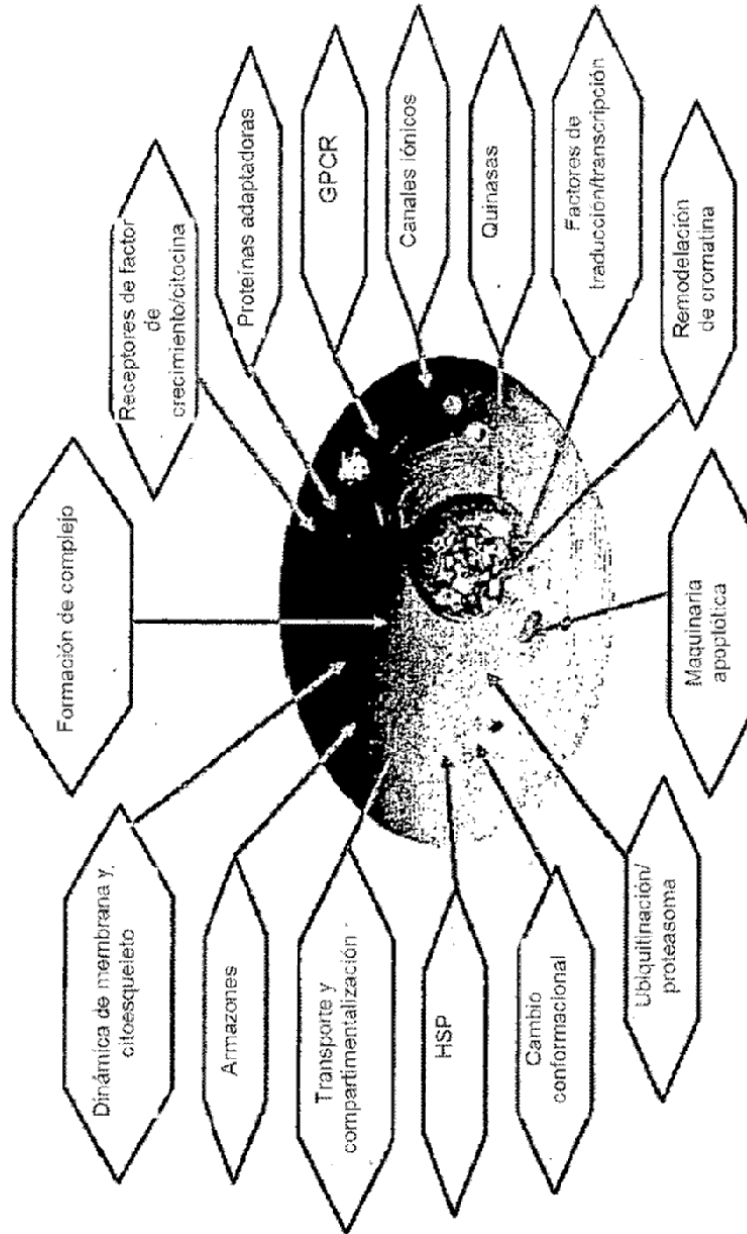 Dinámica de membrana y
citoesqueleto
Armazones
Transporte y
compartimentalización
HSP
Cambio
conformacional
Ubiquitinación/
proteasoma
Formación de complejo
Receptores de factor
de
crecimiento/citocina
Proteínas adaptadoras
GPCR
Canales iónicos
Quinasas
Factores de
traducción/transcripción
Remodelación
de cromatina
Maquinaria
apoplótica